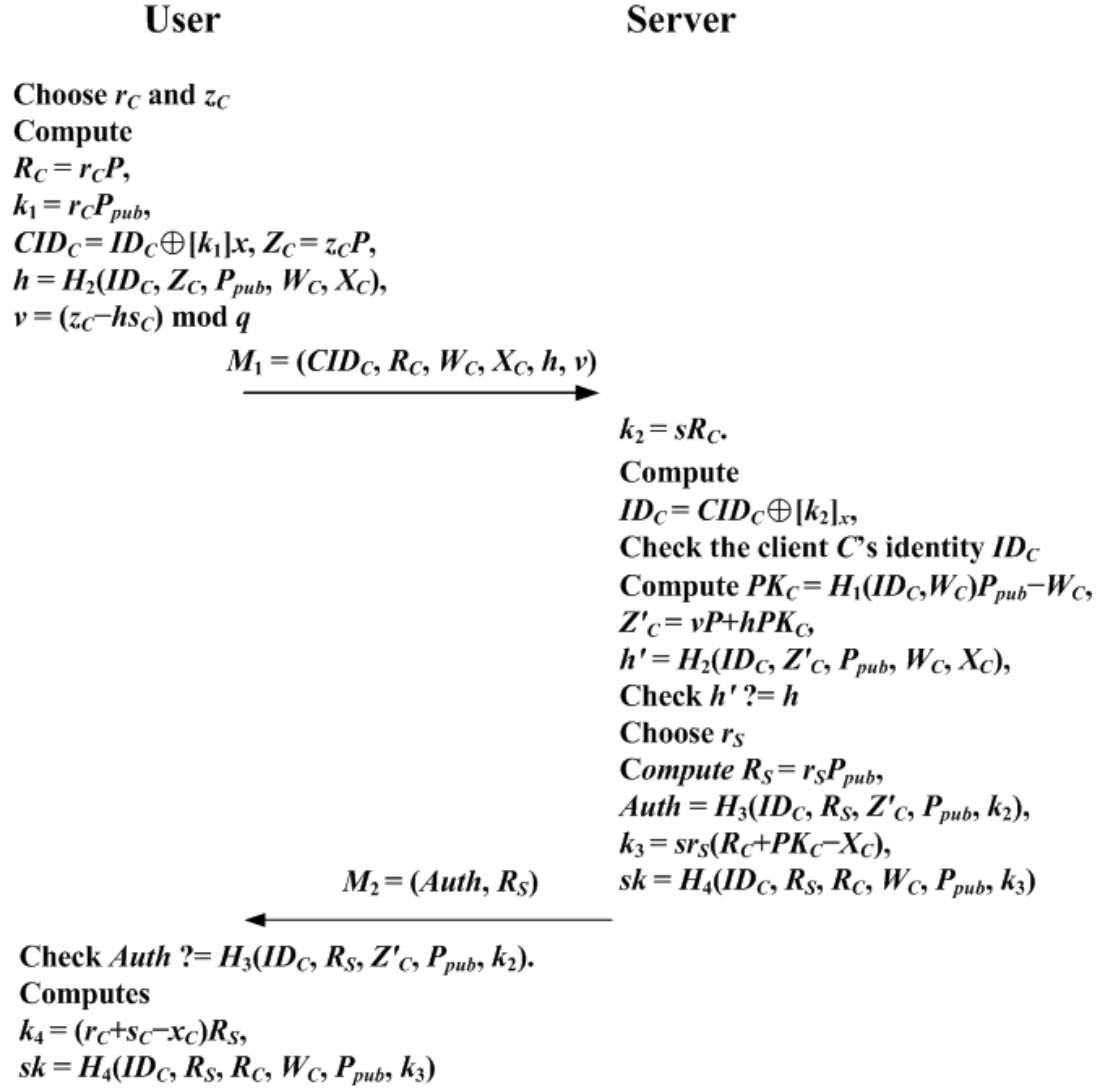 User
Server
Choose r_C and z_C
Compute
R_C = r_CP,
k_1 = r_CP_pub,
CID_C = ID_C⊕[k_1]x, Z_C = z_CP,
h = H_2(ID_C, Z_C, P_pub, W_C, X_C),
v = (z_C−hs_C) mod q
M_1 = (CID_C, R_C, W_C, X_C, h, v)
k_2 = sR_C.
Compute
ID_C = CID_C⊕[k_2]_x,
Check the client C's identity ID_C
Compute PK_C = H_1(ID_C,W_C)P_pub−W_C,
Z'_C = vP+hPK_C,
h' = H_2(ID_C, Z'_C, P_pub, W_C, X_C),
Check h' ?= h
Choose r_S
Compute R_S = r_SP_pub,
Auth = H_3(ID_C, R_S, Z'_C, P_pub, k_2),
k_3 = sr_S(R_C+PK_C−X_C),
sk = H_4(ID_C, R_S, R_C, W_C, P_pub, k_3)
M_2 = (Auth, R_S)
Check Auth ?= H_3(ID_C, R_S, Z'_C, P_pub, k_2).
Computes
k_4 = (r_C+s_C−x_C)R_S,
sk = H_4(ID_C, R_S, R_C, W_C, P_pub, k_3)